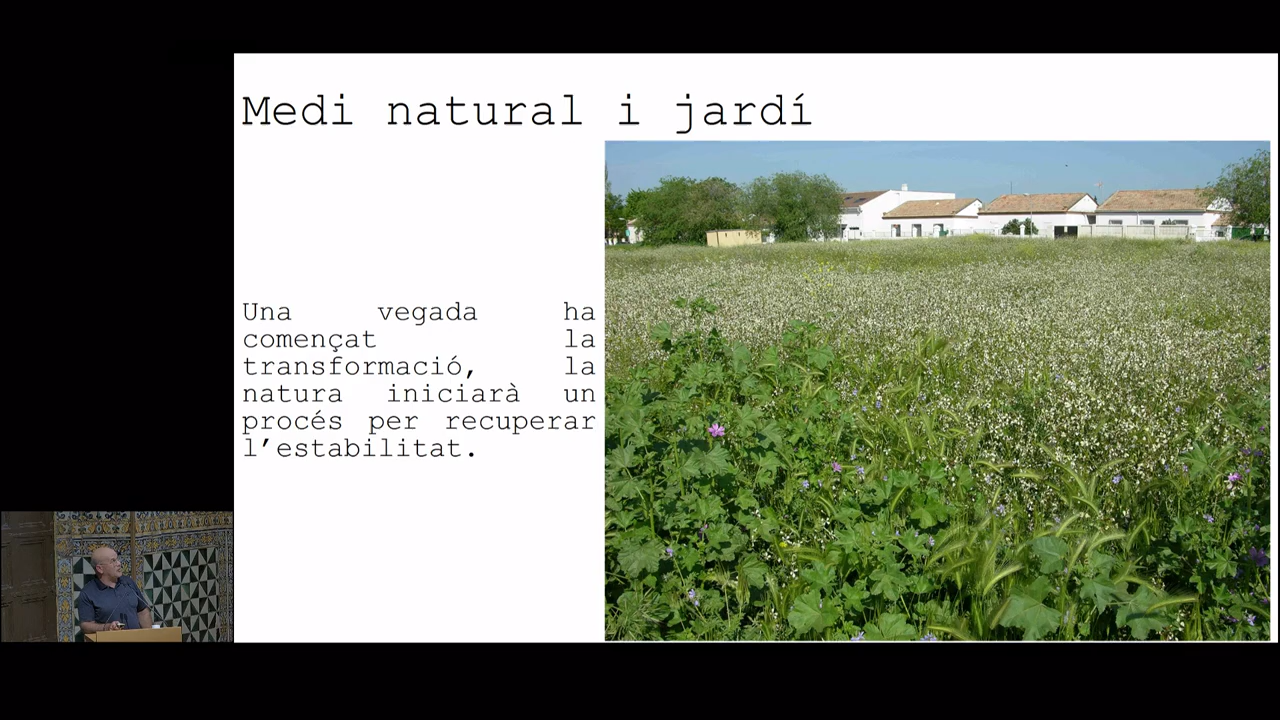 Medi natural i jardí
Una vegada ha
començat la
transformació, la
natura iniciarà un
procés per recuperar
l’estabilitat.